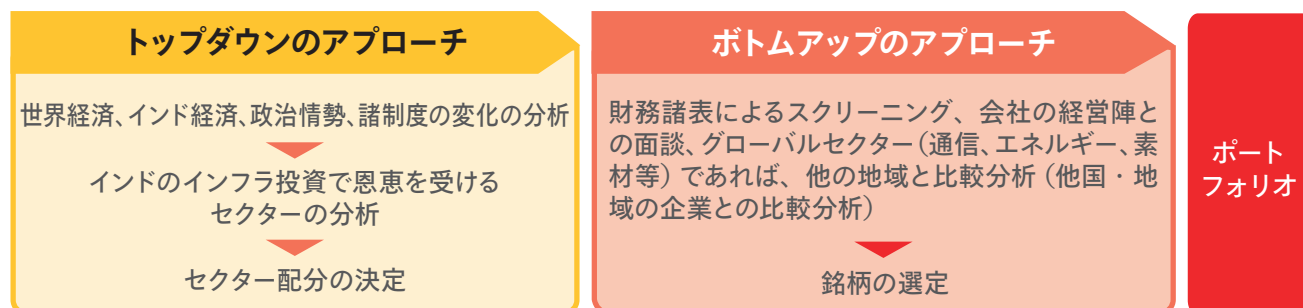 トップダウンのアプローチ
世界経済、インド経済、政治情勢、諸制度の変化の分析
インドのインフラ投資で恩恵を受ける
セクターの分析
セクター配分の決定
ボトムアップのアプローチ
財務諸表によるスクリーニング、会社の経営陣と
の面談、グローバルセクター（通信、エネルギー、素
材等）であれば、他の地域と比較分析（他国・地
域の企業との比較分析）
銘柄の選定
ポート
フォリオ